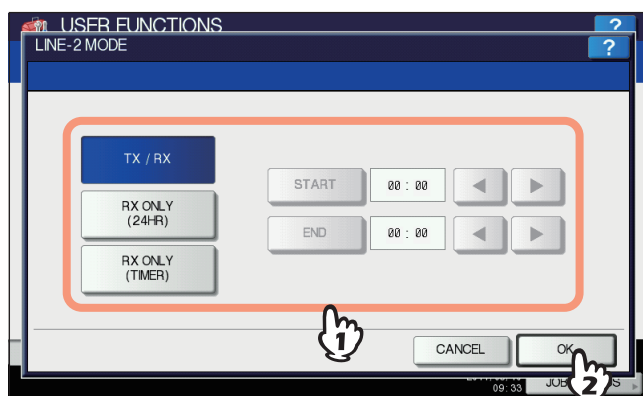 USER FUNCTIONS
?
LINE-2 MODE
?
TX / RX
START
00 : 00
RX ONLY
(24HR)
END
00 : 00
RX ONLY
(TIMER)
1
CANCEL
OK
2
09:33